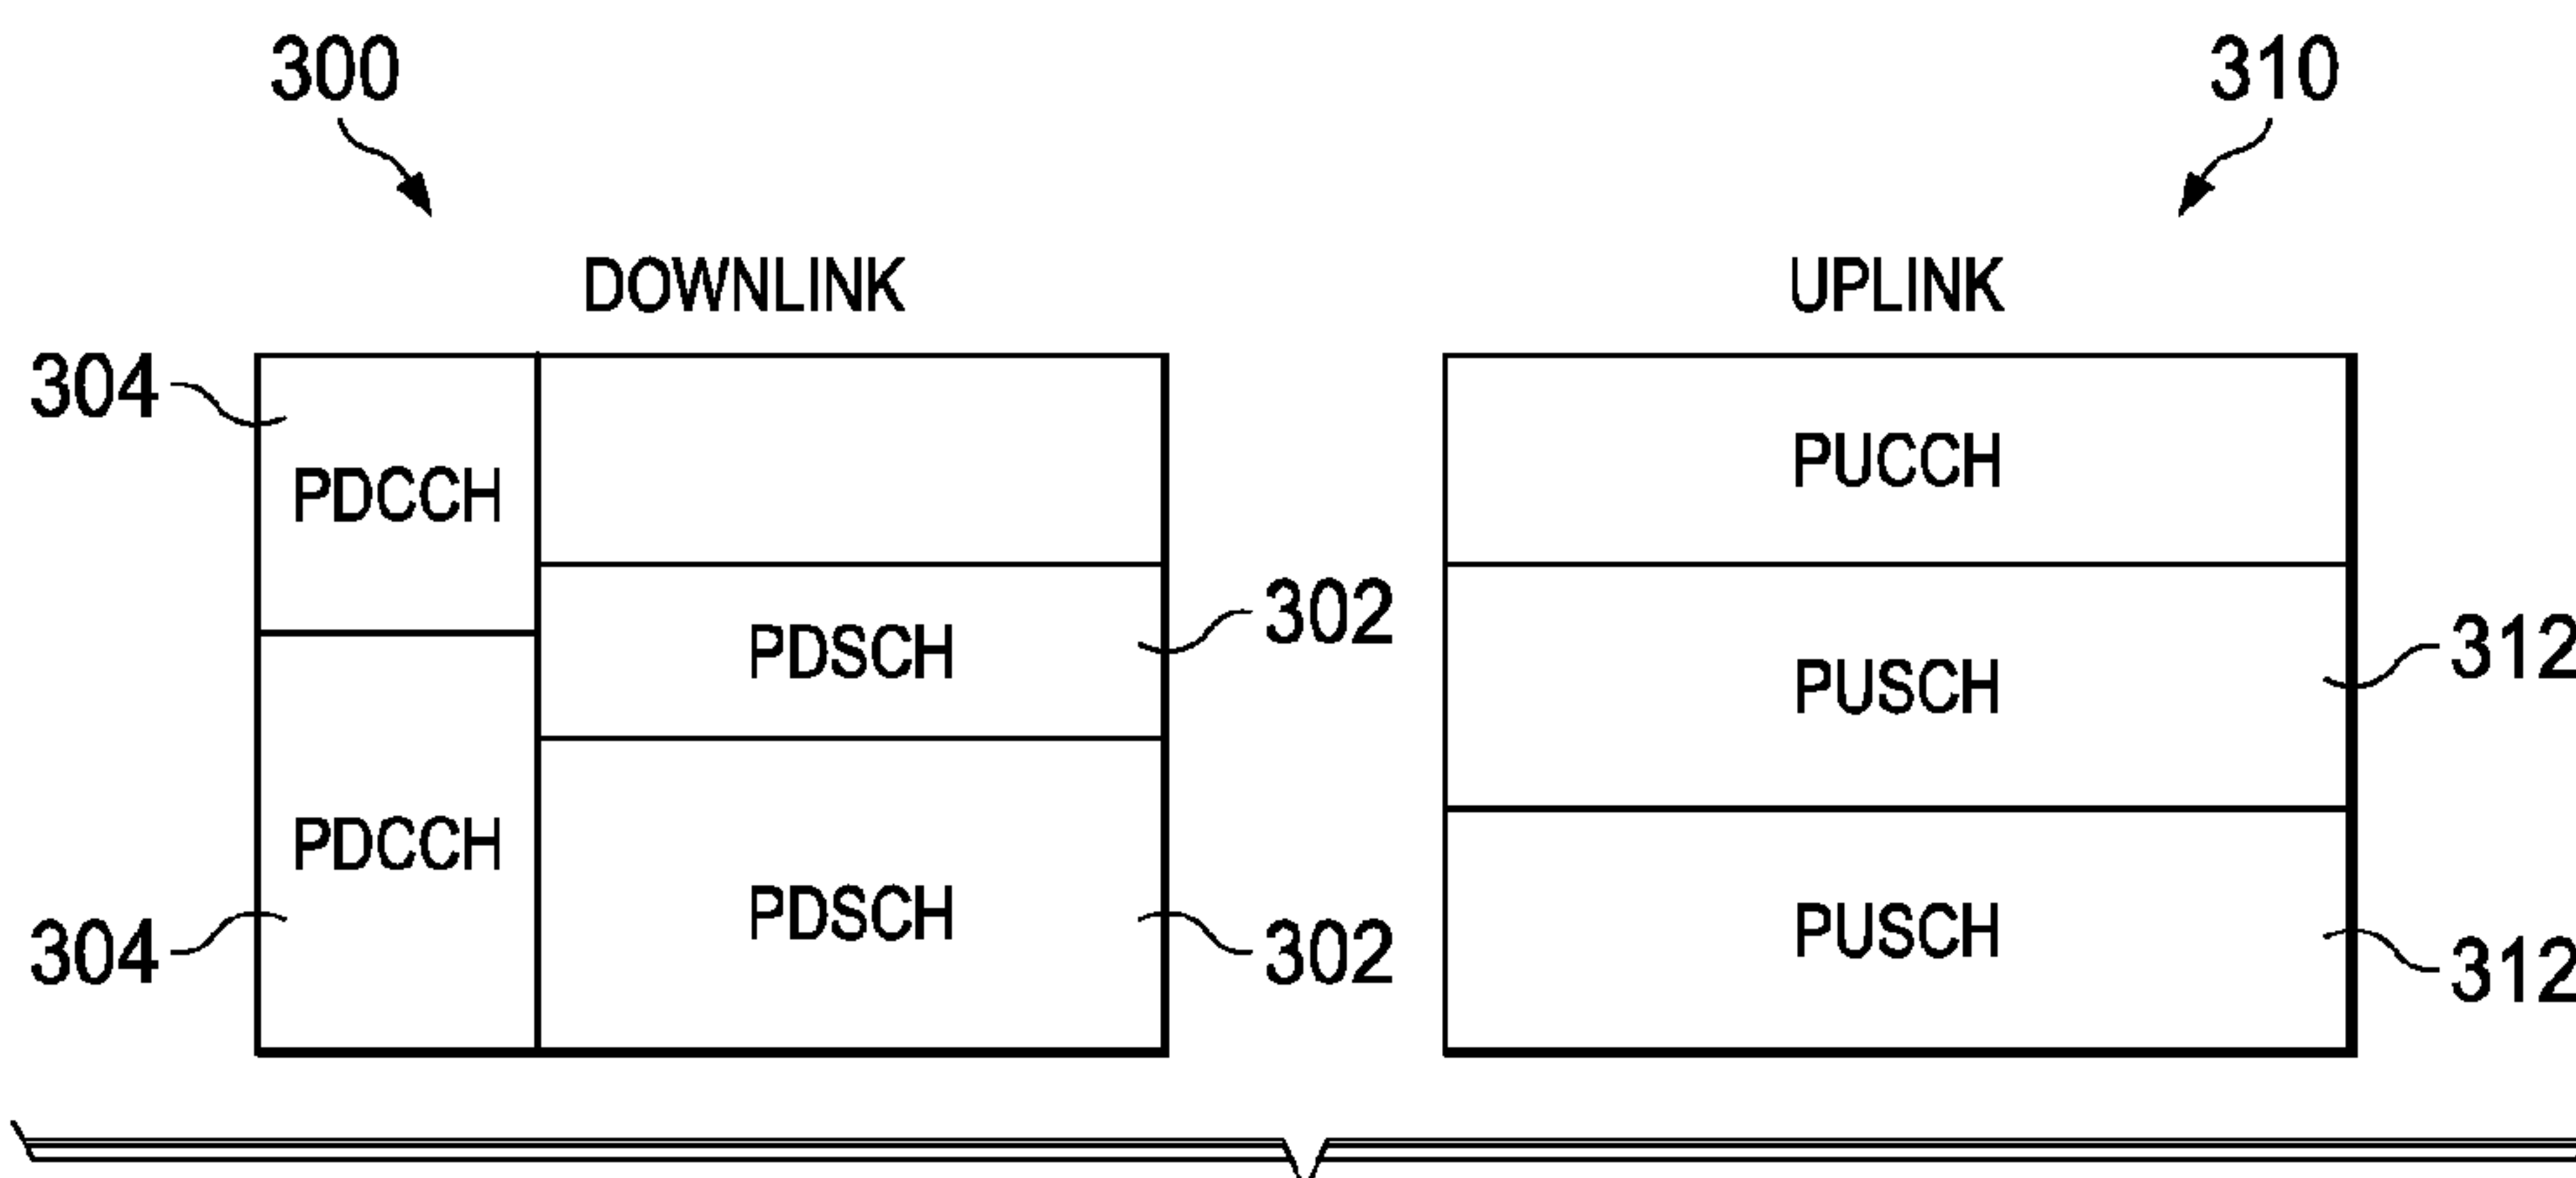 300
310
DOWNLINK
UPLINK
304
PDCCH
PUCCH
302
PDSCH
PUSCH
312
PDCCH
PDSCH
PUSCH
304
302
312